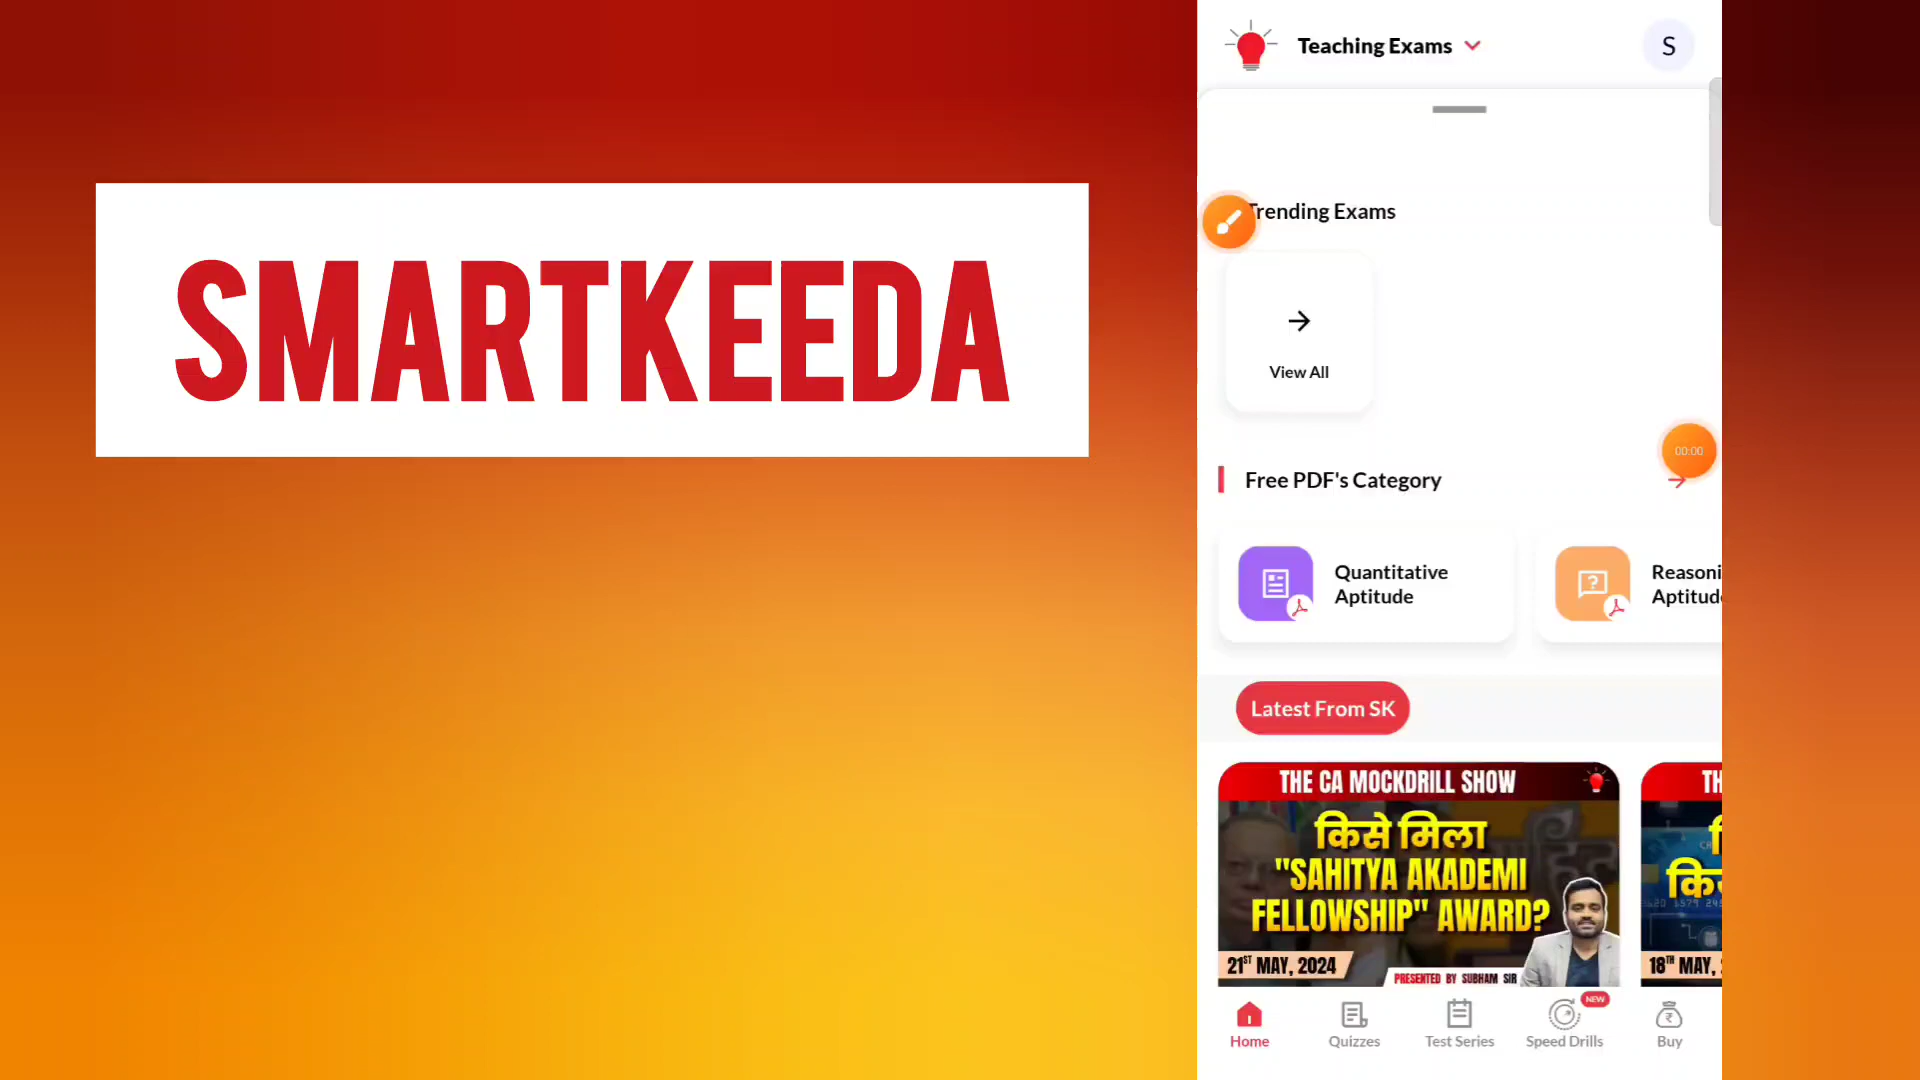 SMARTKEEDA
Teaching Exams
S
Trending Exams
View All
00:00
Free PDF's Category
Quantitative
Aptitude
Reasoni
Aptitud
Latest From SK
THE CA MOCKDRILL SHOW
किसे मिला
"SAHITYA AKADEMI
FELLOWSHIP" AWARD?
21ST MAY, 2024
PRESENTED BY SUBHAM SIR
TH
18TH MAY,
NEW
Home
Quizzes
Test Series
Speed Drills
Buy